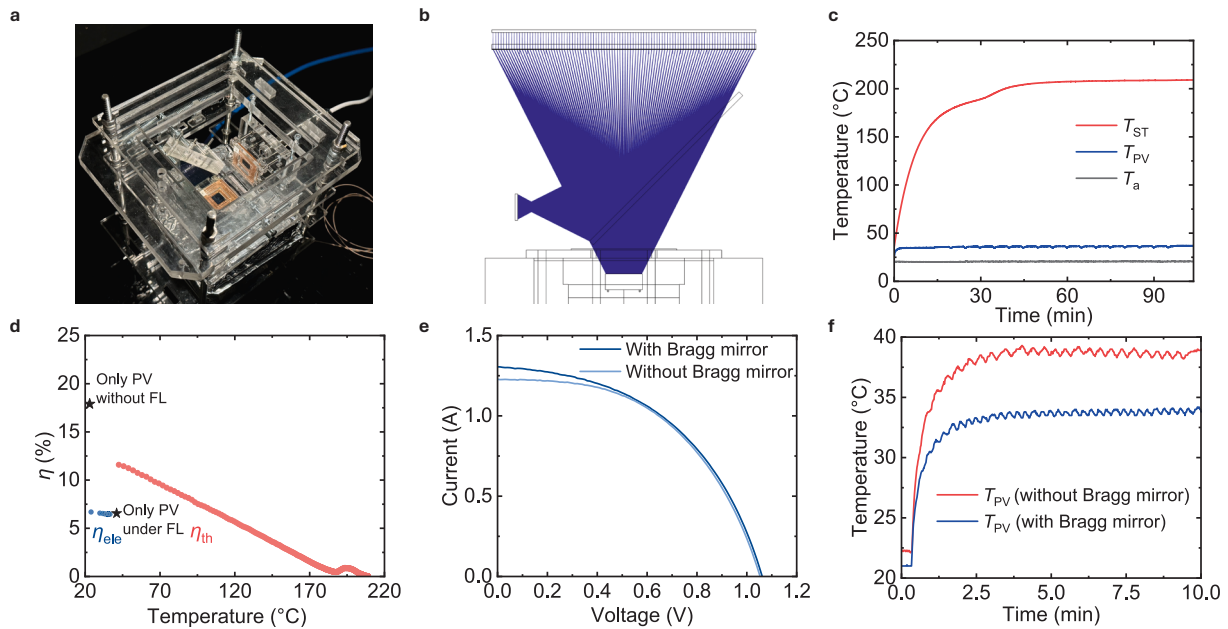 a
b
c
250
200
150
100
50
0
Temperature (°C)
T_ST
T_PV
T_a
0 30 60 90
Time (min)
d
25
20
15
10
5
0
η (%)
Only PV
without FL
Only PV
under FL
η_ele
η_th
20 70 120 170 220
Temperature (°C)
e
1.5
1.0
0.5
0.0
Current (A)
With Bragg mirror
Without Bragg mirror
0.0 0.2 0.4 0.6 0.8 1.0 1.2
Voltage (V)
f
40
35
30
25
20
Temperature (°C)
T_PV (without Bragg mirror)
T_PV (with Bragg mirror)
0.0 2.5 5.0 7.5 10.0
Time (min)